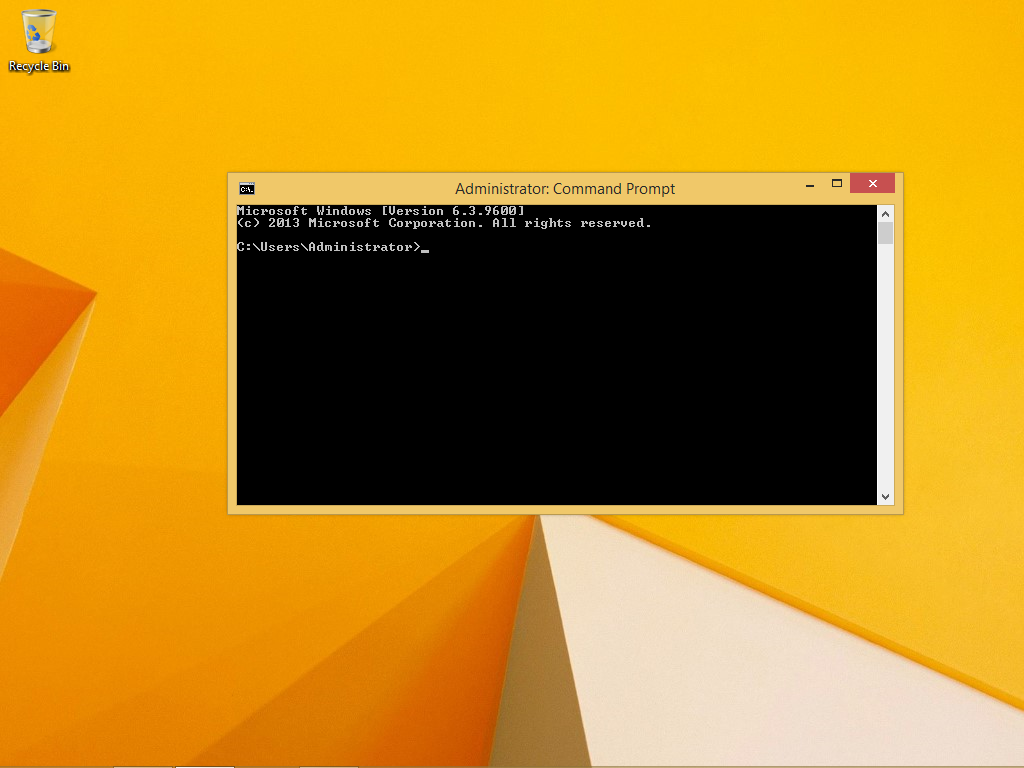 Recycle Bin
Administrator: Command Prompt
Microsoft Windows [Version 6.3.9600]
(c) 2013 Microsoft Corporation. All rights reserved.
C:\Users\Administrator>_